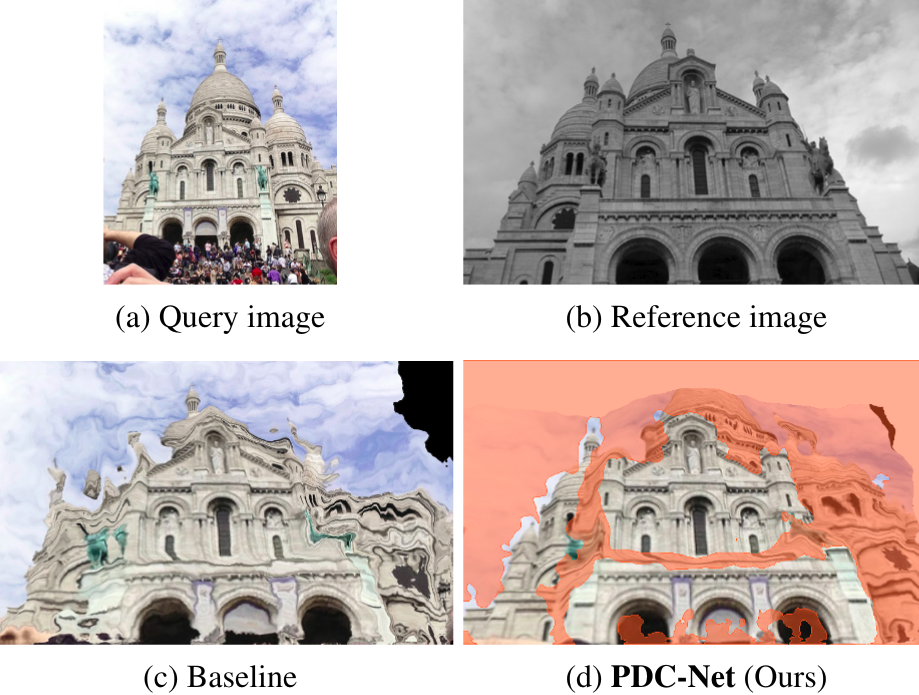 (a) Query image
(b) Reference image
(c) Baseline
(d) PDC-Net (Ours)